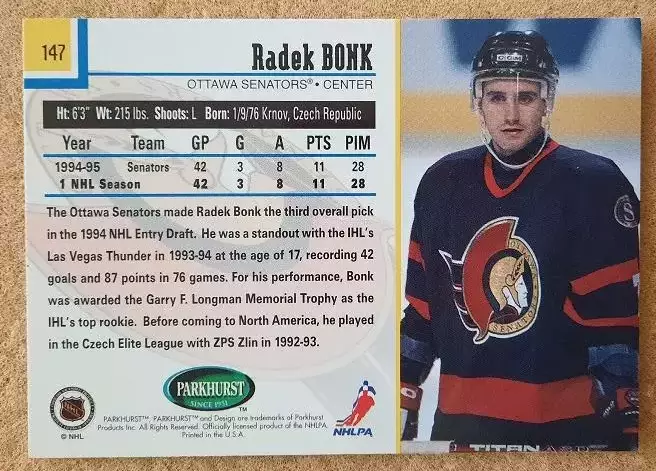 147
Radek BONK
OTTAWA SENATORS® • CENTER
Ht: 6'3" Wt: 215 lbs. Shoots: L Born: 1/9/76 Krnov, Czech Republic
Year Team GP G A PTS PIM
1994-95 Senators 42 3 8 11 28
1 NHL Season 42 3 8 11 28
The Ottawa Senators made Radek Bonk the third overall pick
in the 1994 NHL Entry Draft. He was a standout with the IHL's
Las Vegas Thunder in 1993-94 at the age of 17, recording 42
goals and 87 points in 76 games. For his performance, Bonk
was awarded the Garry F. Longman Memorial Trophy as the
IHL's top rookie. Before coming to North America, he played
in the Czech Elite League with ZPS Zlin in 1992-93.
PARKHURST
SINCE 1951
™
NHL
© NHL
PARKHURST™. PARKHURST™ and Design are trademarks of Parkhurst
Products Inc. All Rights Reserved. Officially licensed product of the NHLPA.
Printed in the U.S.A.
NHLPA
CCM
SENATORS
TITAN